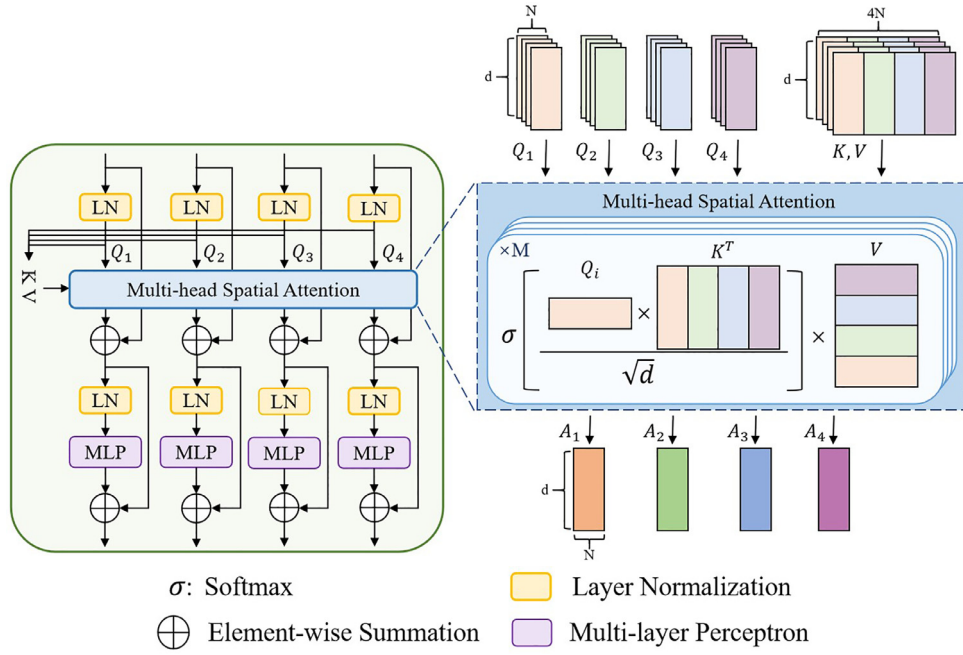 N
4N
d
d
Q₁
Q₂
Q₃
Q₄
K, V
LN
LN
LN
LN
Q₁
Q₂
Q₃
Q₄
K V
Multi-head Spatial Attention
LN
LN
LN
LN
MLP
MLP
MLP
MLP
Multi-head Spatial Attention
×M
Qᵢ
×
Kᵀ
V
σ
√d
×
A₁
A₂
A₃
A₄
d
N
σ: Softmax
Layer Normalization
Element-wise Summation
Multi-layer Perceptron